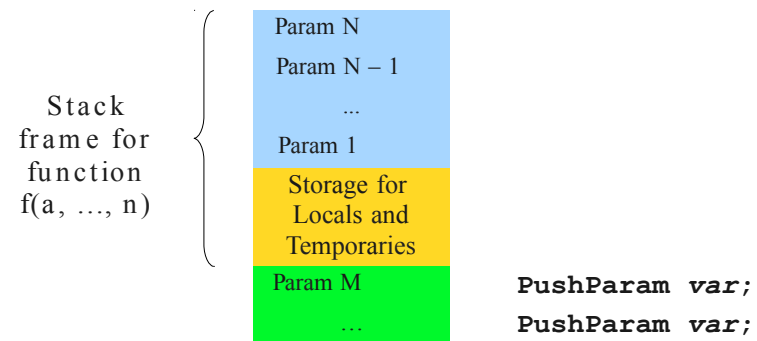 Param N
Param N – 1
...
Param 1
Stack
frame for
function
f(a, ..., n)
Storage for
Locals and
Temporaries
Param M
PushParam var;
...
PushParam var;